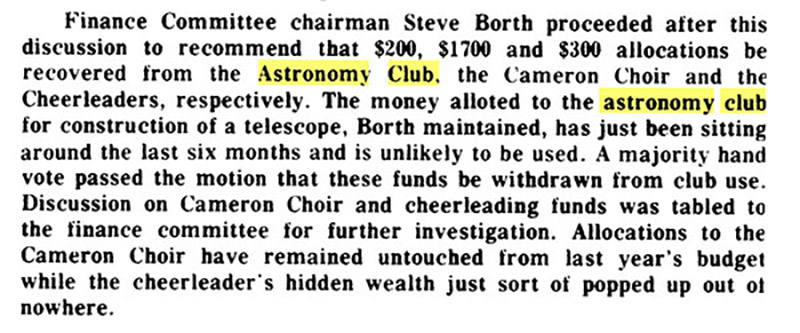 Finance Committee chairman Steve Borth proceeded after this
discussion to recommend that $200, $1700 and $300 allocations be
recovered from the Astronomy Club, the Cameron Choir and the
Cheerleaders, respectively. The money alloted to the astronomy club
for construction of a telescope, Borth maintained, has just been sitting
around the last six months and is unlikely to be used. A majority hand
vote passed the motion that these funds be withdrawn from club use.
Discussion on Cameron Choir and cheerleading funds was tabled to
the finance committee for further investigation. Allocations to the
Cameron Choir have remained untouched from last year's budget
while the cheerleader's hidden wealth just sort of popped up out of
nowhere.